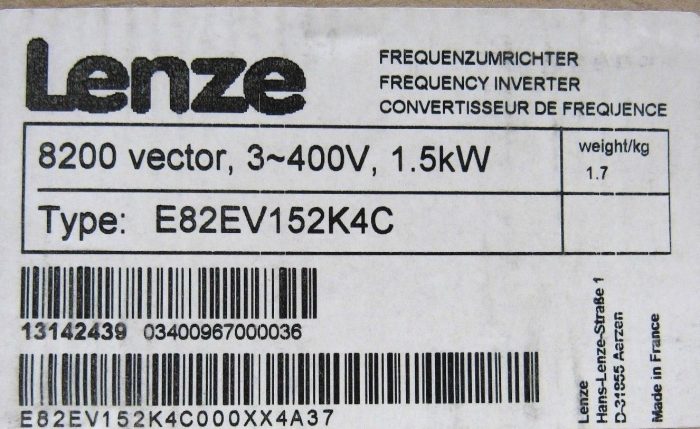 Lenze
FREQUENZUMRICHTER
FREQUENCY INVERTER
CONVERTISSEUR DE FREQUENCE
8200 vector, 3~400V, 1.5kW
weight/kg
1.7
Type: E82EV152K4C
13142439 03400967000036
E82EV152K4C000XX4A37
Lenze
Hans-Lenze-Straße 1
D-31855 Aerzen
Made in France